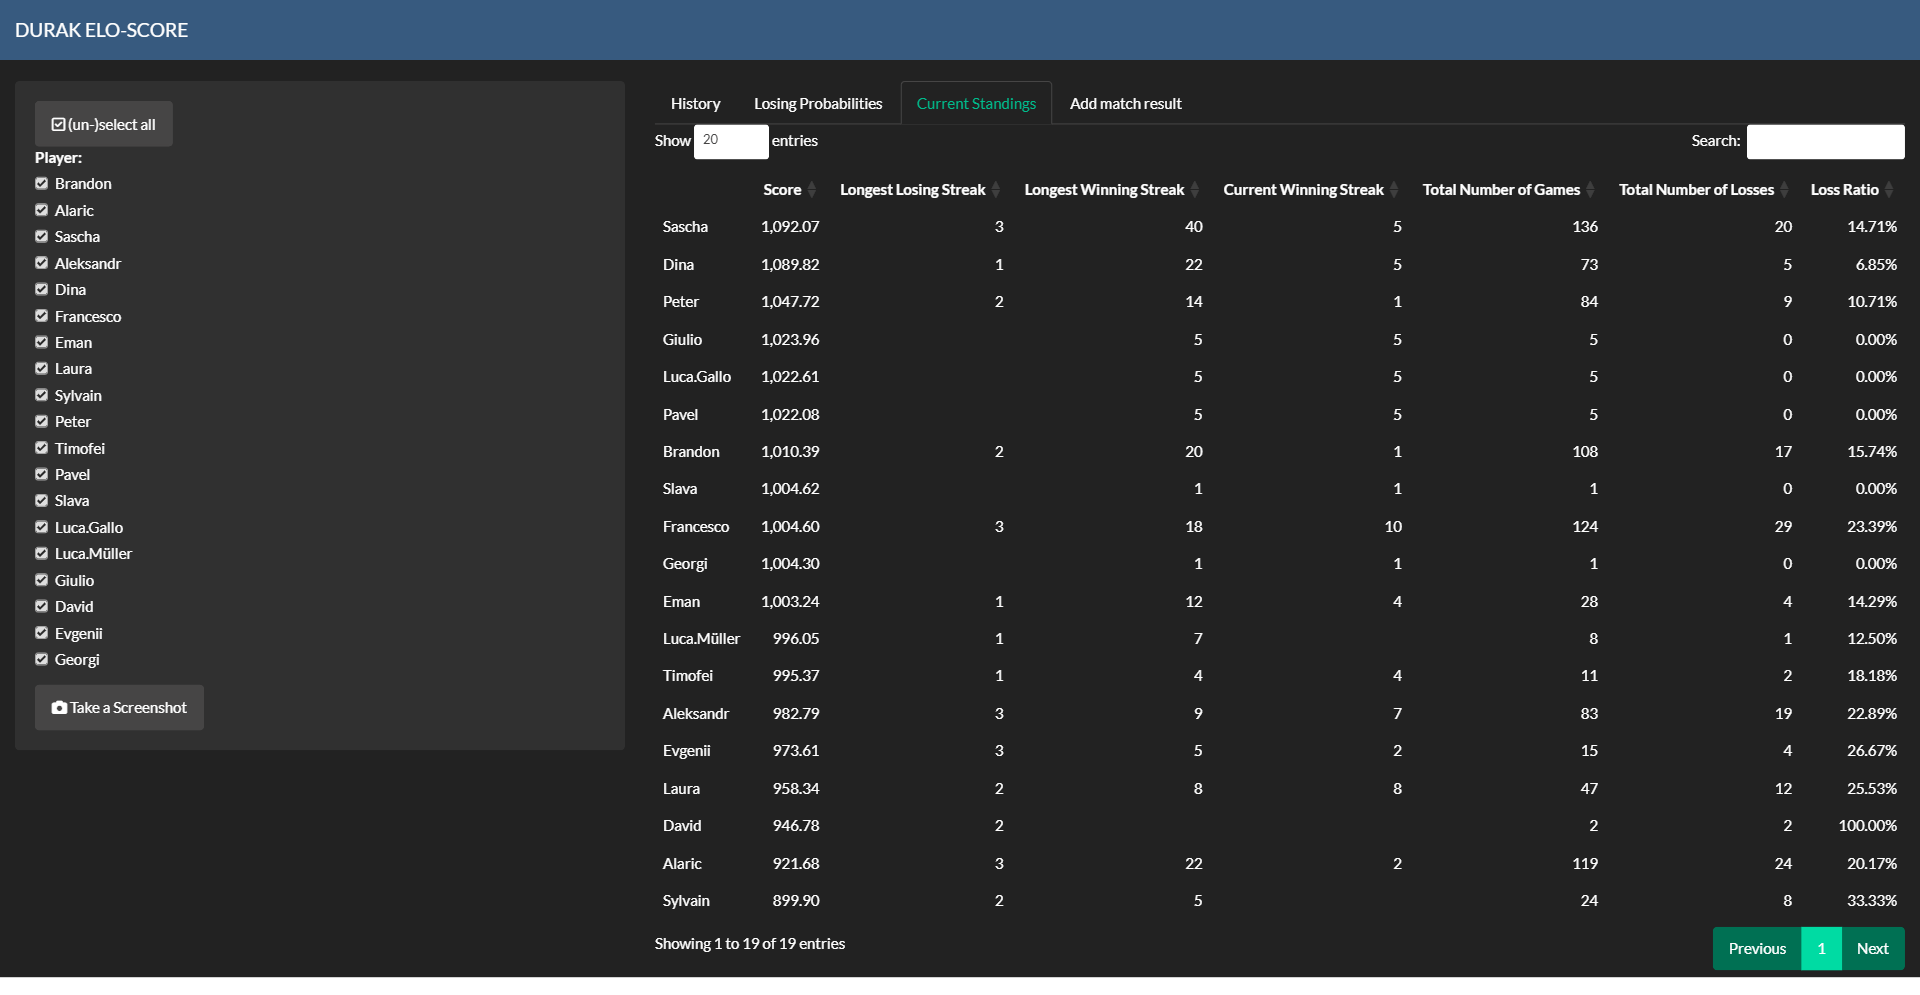 DURAK ELO-SCORE
(un-)select all
Player:
Brandon
Alaric
Sascha
Aleksandr
Dina
Francesco
Eman
Laura
Sylvain
Peter
Timofei
Pavel
Slava
Luca.Gallo
Luca.Müller
Giulio
David
Evgenii
Georgi
Take a Screenshot
History Losing Probabilities Current Standings Add match result
Show 20 entries Search:
Score Longest Losing Streak Longest Winning Streak Current Winning Streak Total Number of Games Total Number of Losses Loss Ratio
Sascha 1,092.07 3 40 5 136 20 14.71%
Dina 1,089.82 1 22 5 73 5 6.85%
Peter 1,047.72 2 14 1 84 9 10.71%
Giulio 1,023.96 5 5 5 0 0.00%
Luca.Gallo 1,022.61 5 5 5 0 0.00%
Pavel 1,022.08 5 5 5 0 0.00%
Brandon 1,010.39 2 20 1 108 17 15.74%
Slava 1,004.62 1 1 1 0 0.00%
Francesco 1,004.60 3 18 10 124 29 23.39%
Georgi 1,004.30 1 1 1 0 0.00%
Eman 1,003.24 1 12 4 28 4 14.29%
Luca.Müller 996.05 1 7 8 1 12.50%
Timofei 995.37 1 4 4 11 2 18.18%
Aleksandr 982.79 3 9 7 83 19 22.89%
Evgenii 973.61 3 5 2 15 4 26.67%
Laura 958.34 2 8 8 47 12 25.53%
David 946.78 2 2 2 100.00%
Alaric 921.68 3 22 2 119 24 20.17%
Sylvain 899.90 2 5 24 8 33.33%
Showing 1 to 19 of 19 entries
Previous 1 Next